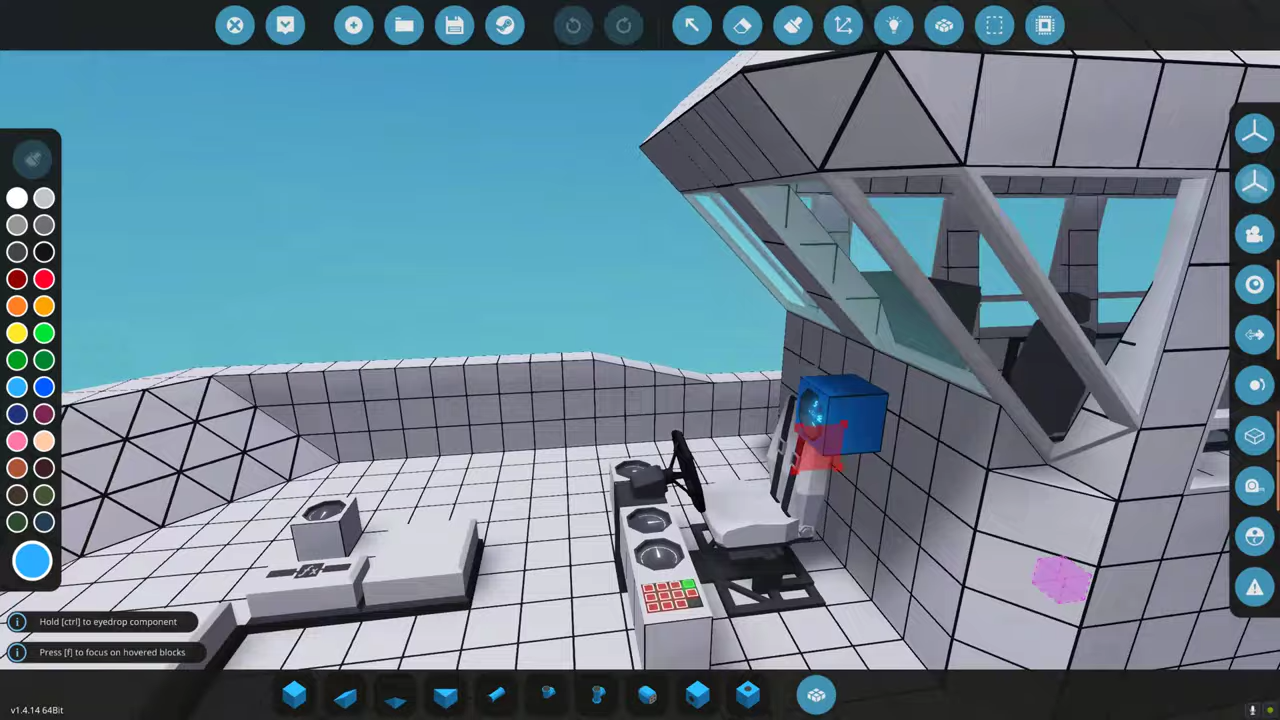 Hold [ctrl] to eyedrop component
Press [f] to focus on hovered blocks
v1.4.14 64Bit